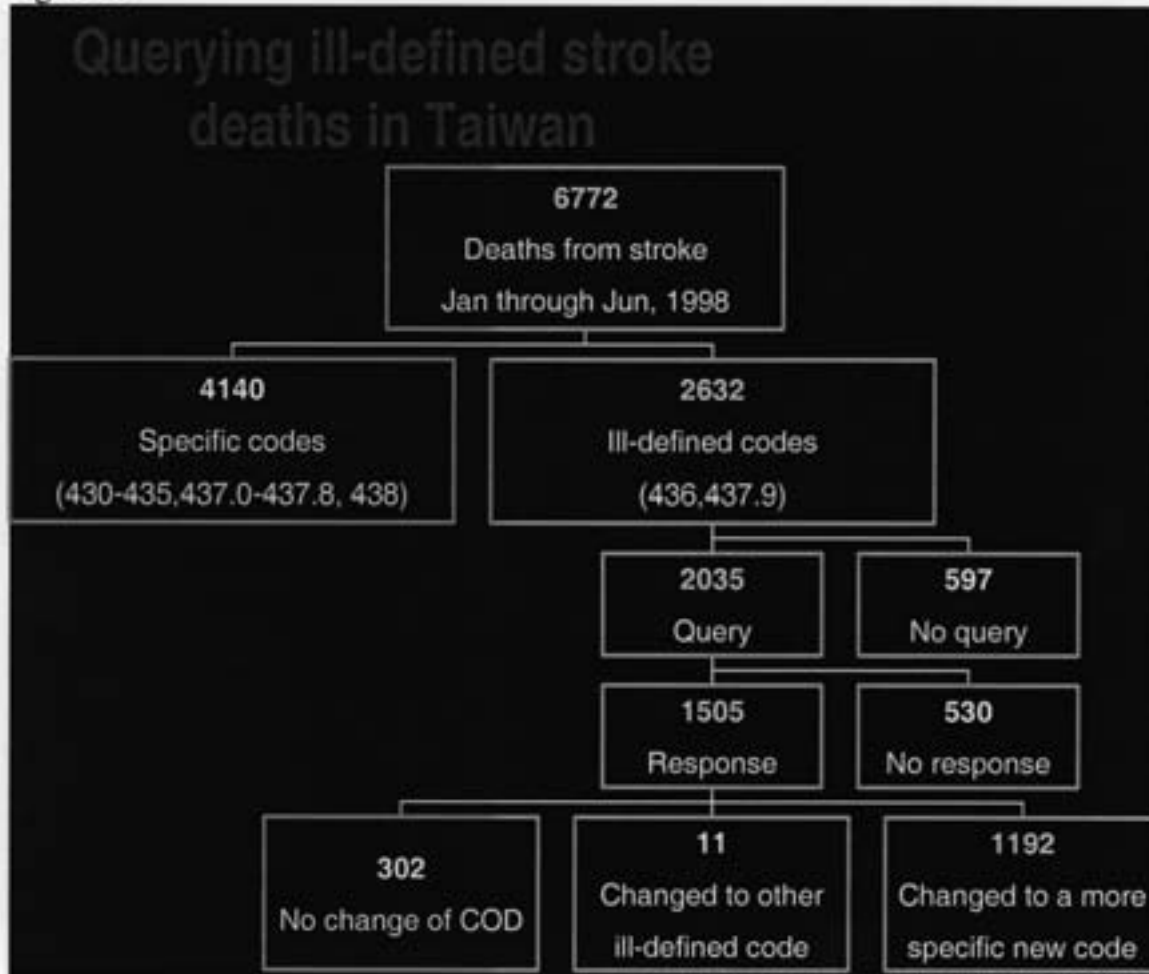 Querying ill-defined stroke
deaths in Taiwan
6772
Deaths from stroke
Jan through Jun, 1998
4140
Specific codes
(430-435,437.0-437.8, 438)
2632
Ill-defined codes
(436,437.9)
2035
Query
597
No query
1505
Response
530
No response
302
No change of COD
11
Changed to other
ill-defined code
1192
Changed to a more
specific new code